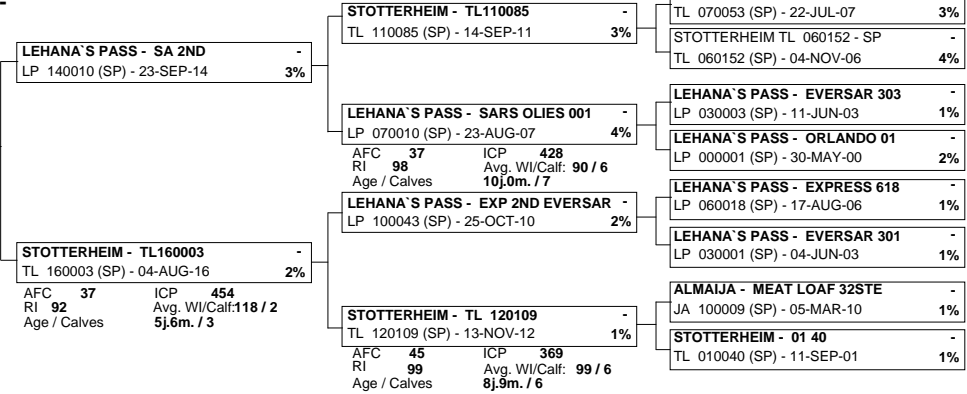 -
LEHANA`S PASS - SA 2ND -
LP 140010 (SP) - 23-SEP-14 3%
STOTTERHEIM - TL160003 -
TL 160003 (SP) - 04-AUG-16 2%
AFC 37 ICP 454
RI 92 Avg. WI/Calf:118 / 2
Age / Calves 5j.6m. / 3
STOTTERHEIM - TL110085 -
TL 110085 (SP) - 14-SEP-11 3%
LEHANA`S PASS - SARS OLIES 001 -
LP 070010 (SP) - 23-AUG-07 4%
AFC 37 ICP 428
RI 98 Avg. WI/Calf: 90 / 6
Age / Calves 10j.0m. / 7
LEHANA`S PASS - EXP 2ND EVERSAR -
LP 100043 (SP) - 25-OCT-10 2%
STOTTERHEIM - TL 120109 -
TL 120109 (SP) - 13-NOV-12 1%
AFC 45 ICP 369
RI 99 Avg. WI/Calf: 99 / 6
Age / Calves 8j.9m. / 6
TL 070053 (SP) - 22-JUL-07 3%
STOTTERHEIM TL 060152 - SP -
TL 060152 (SP) - 04-NOV-06 4%
LEHANA`S PASS - EVERSAR 303 -
LP 030003 (SP) - 11-JUN-03 1%
LEHANA`S PASS - ORLANDO 01 -
LP 000001 (SP) - 30-MAY-00 2%
LEHANA`S PASS - EXPRESS 618 -
LP 060018 (SP) - 17-AUG-06 1%
LEHANA`S PASS - EVERSAR 301 -
LP 030001 (SP) - 04-JUN-03 1%
ALMAIJA - MEAT LOAF 32STE -
JA 100009 (SP) - 05-MAR-10 1%
STOTTERHEIM - 01 40 -
TL 010040 (SP) - 11-SEP-01 1%